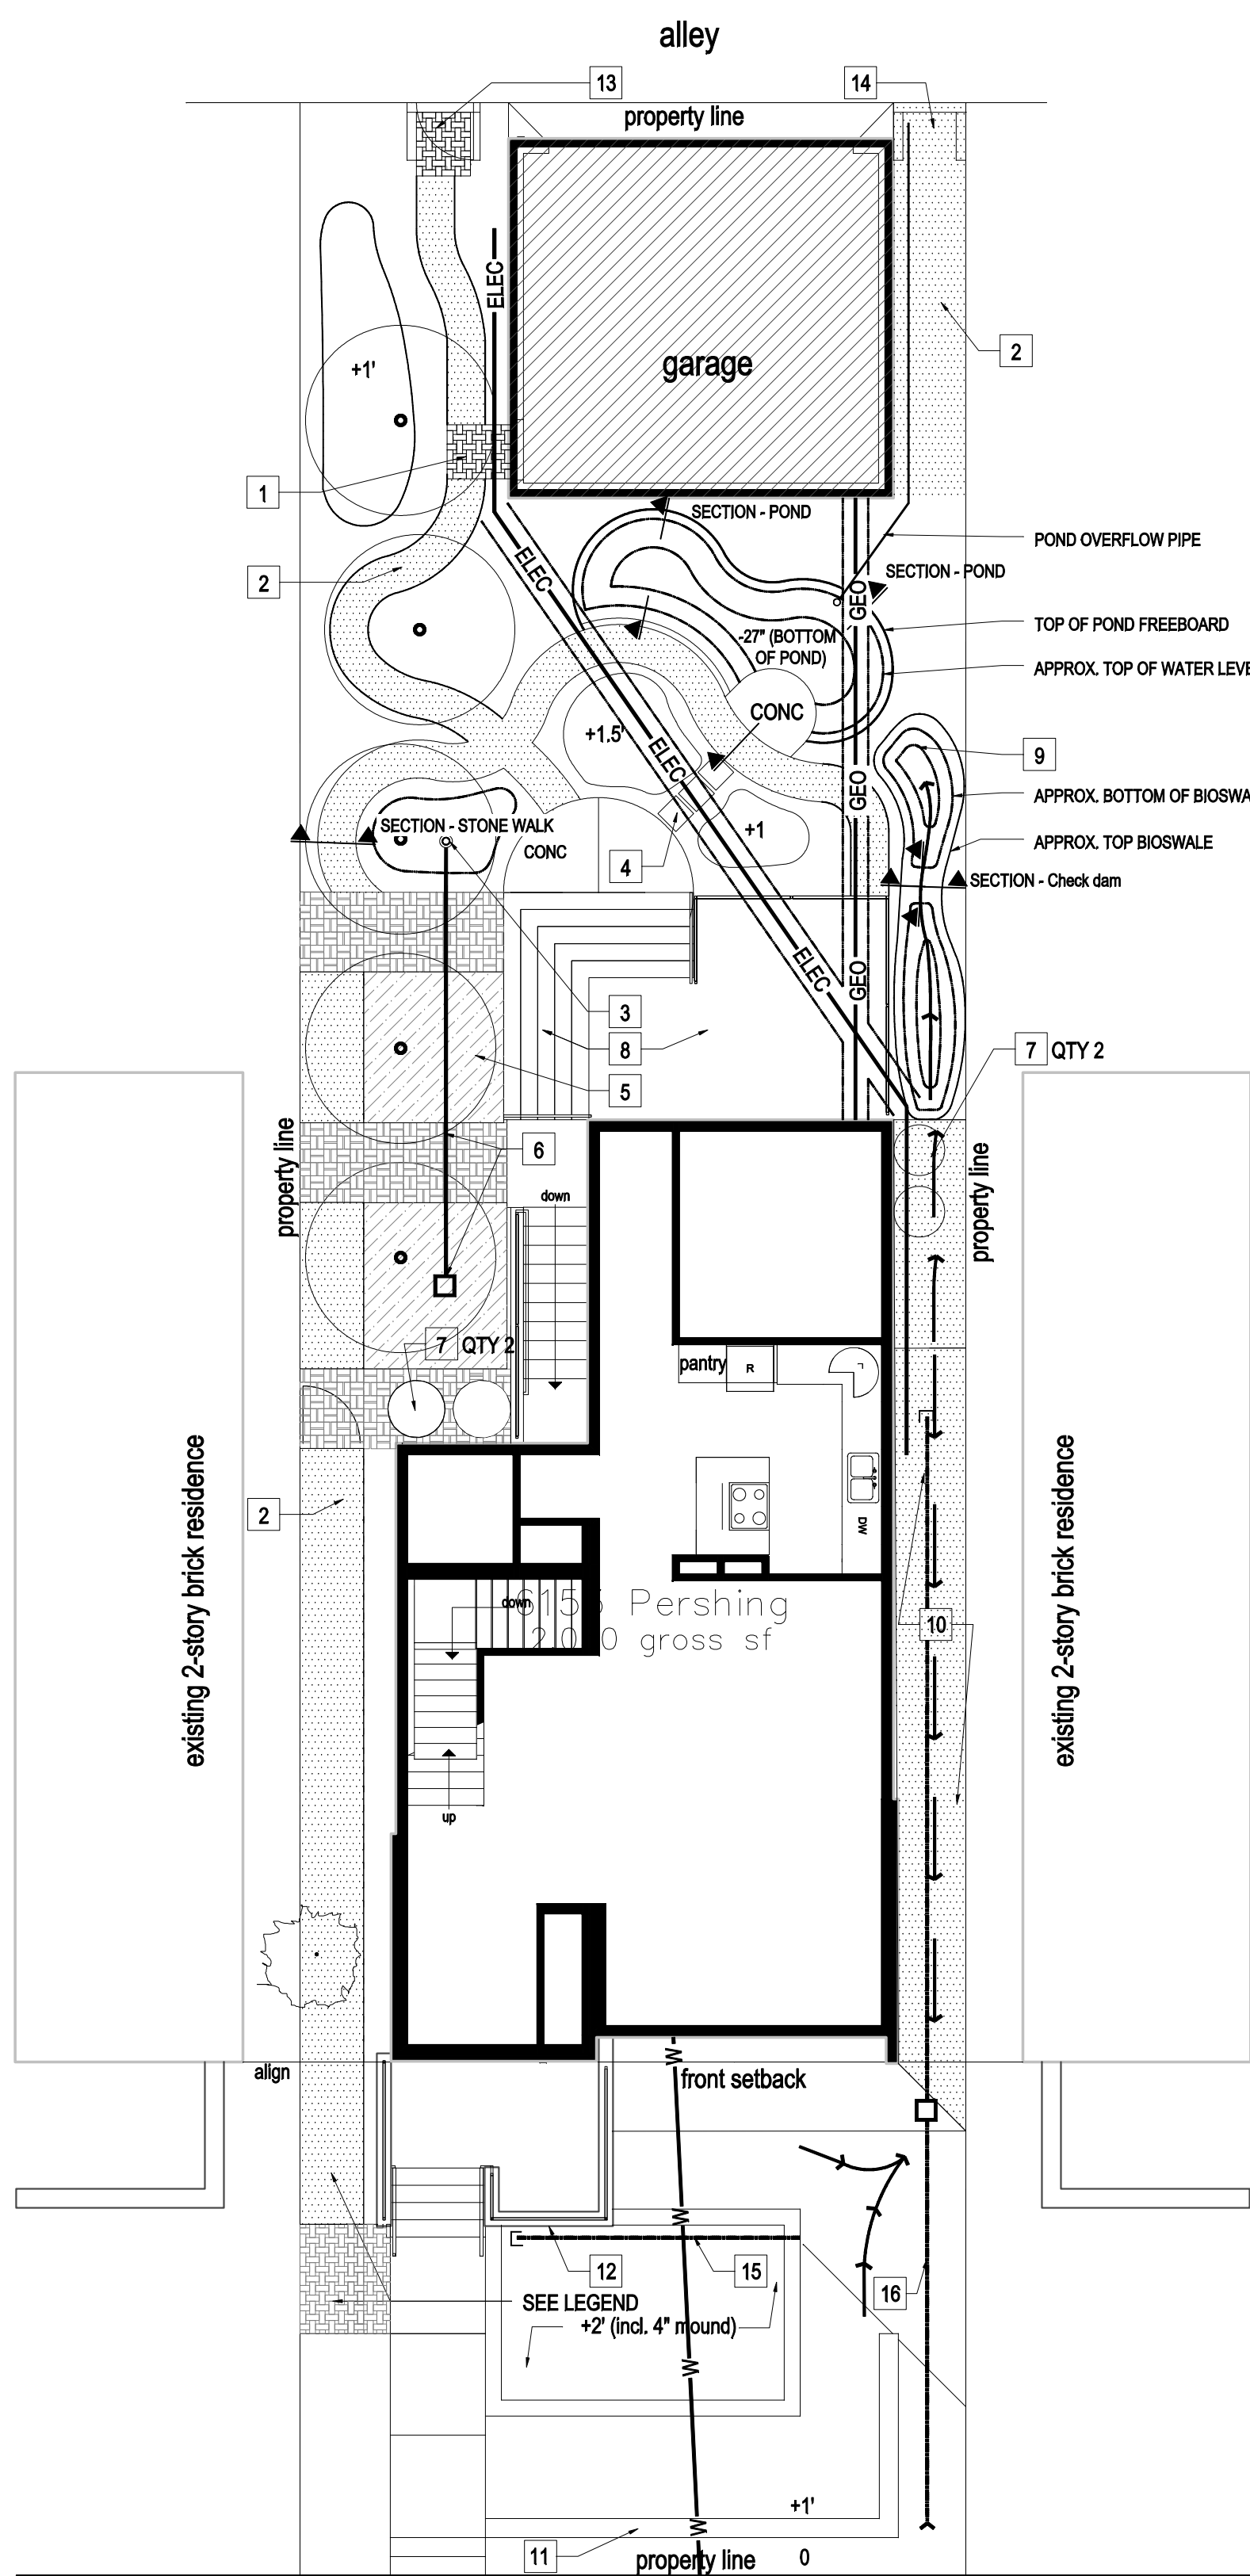 alley
13
14
property line
ELEC
garage
+1'
2
1
SECTION - POND
POND OVERFLOW PIPE
ELEC
SECTION - POND
2
GEO
TOP OF POND FREEBOARD
-27" (BOTTOM
OF POND)
APPROX. TOP OF WATER LEVE
CONC
+1.5'
ELEC
9
GEO
APPROX. BOTTOM OF BIOSWA
SECTION - STONE WALK
+1
APPROX. TOP BIOSWALE
CONC
4
SECTION - Check dam
ELEC
GEO
3
8
7 QTY 2
5
property line
6
property line
down
7 QTY 2
pantry
R
existing 2-story brick residence
2
DW
existing 2-story brick residence
down
Pershing
gross sf
10
up
align
W
front setback
W
12
15
16
SEE LEGEND
+2' (incl. 4" mound)
W
+1'
W
11
property line
0